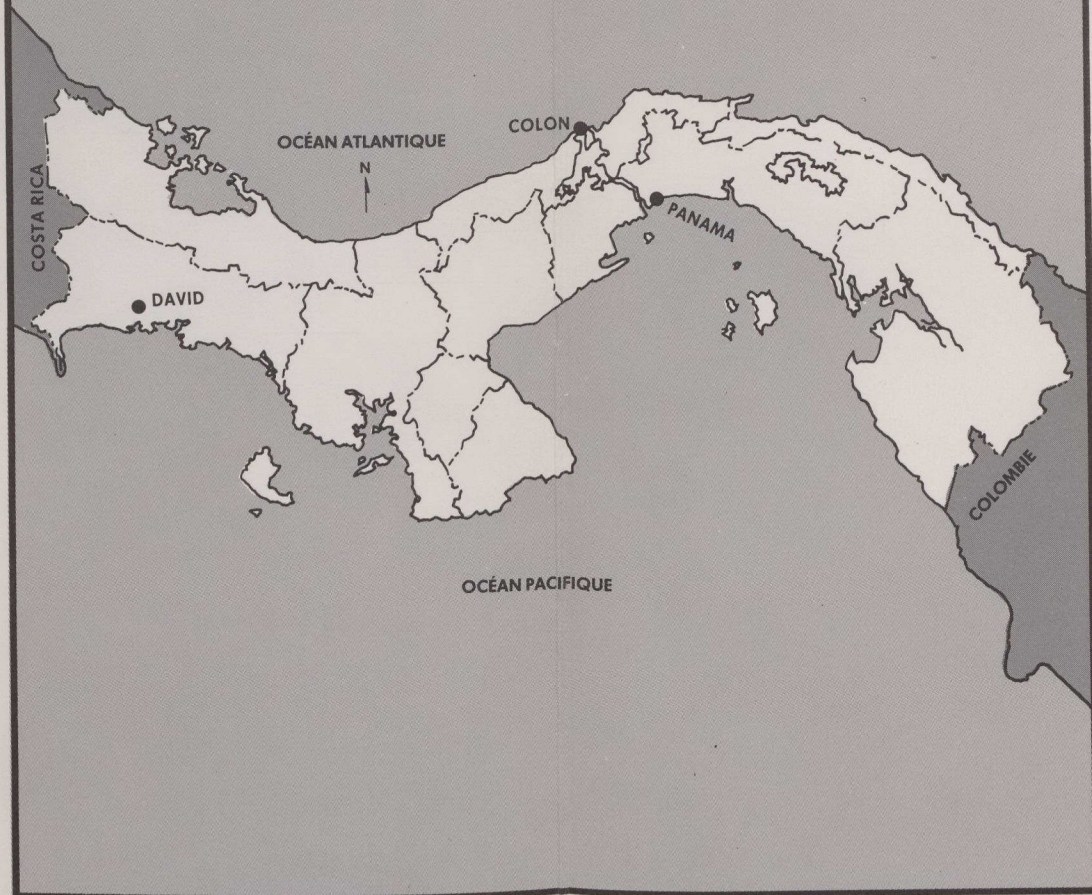 COLON
OCÉAN ATLANTIQUE
N
COSTA RICA
PANAMA
DAVID
COLOMBIE
OCÉAN PACIFIQUE